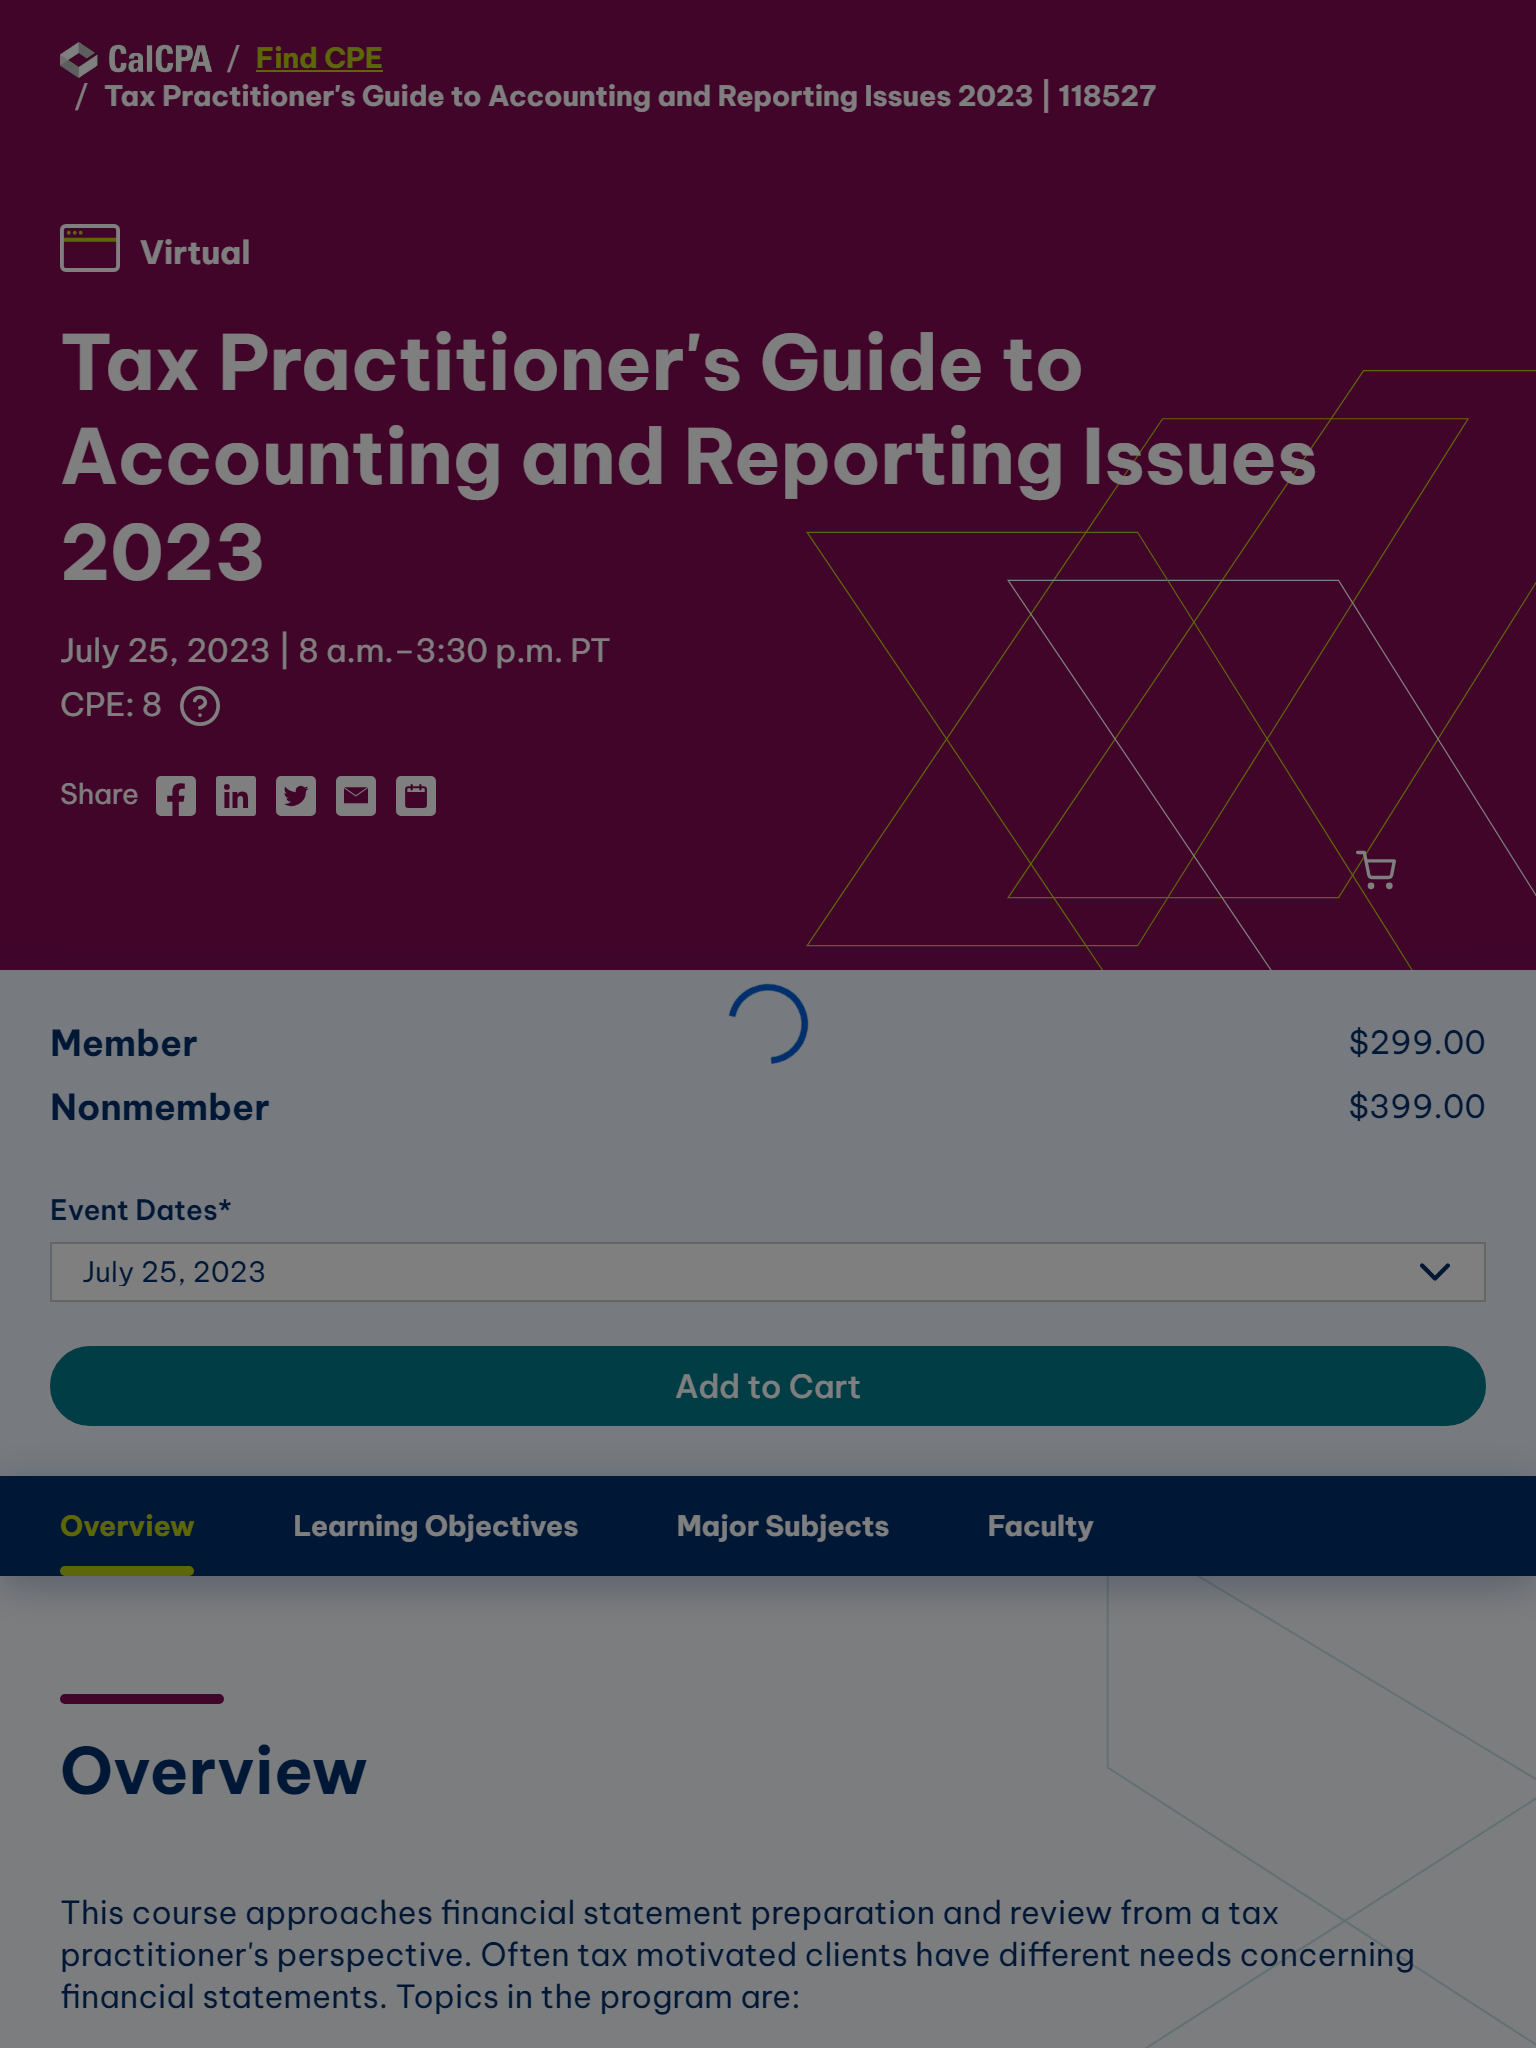 CalCPA / Find CPE
/ Tax Practitioner's Guide to Accounting and Reporting Issues 2023 | 118527
Virtual
Tax Practitioner's Guide to
Accounting and Reporting Issues
2023
July 25, 2023 | 8 a.m.–3:30 p.m. PT
CPE: 8 ?
Share f in
Member $299.00
Nonmember $399.00
Event Dates*
July 25, 2023
Add to Cart
Overview Learning Objectives Major Subjects Faculty
Overview
This course approaches financial statement preparation and review from a tax
practitioner's perspective. Often tax motivated clients have different needs concerning
financial statements. Topics in the program are: